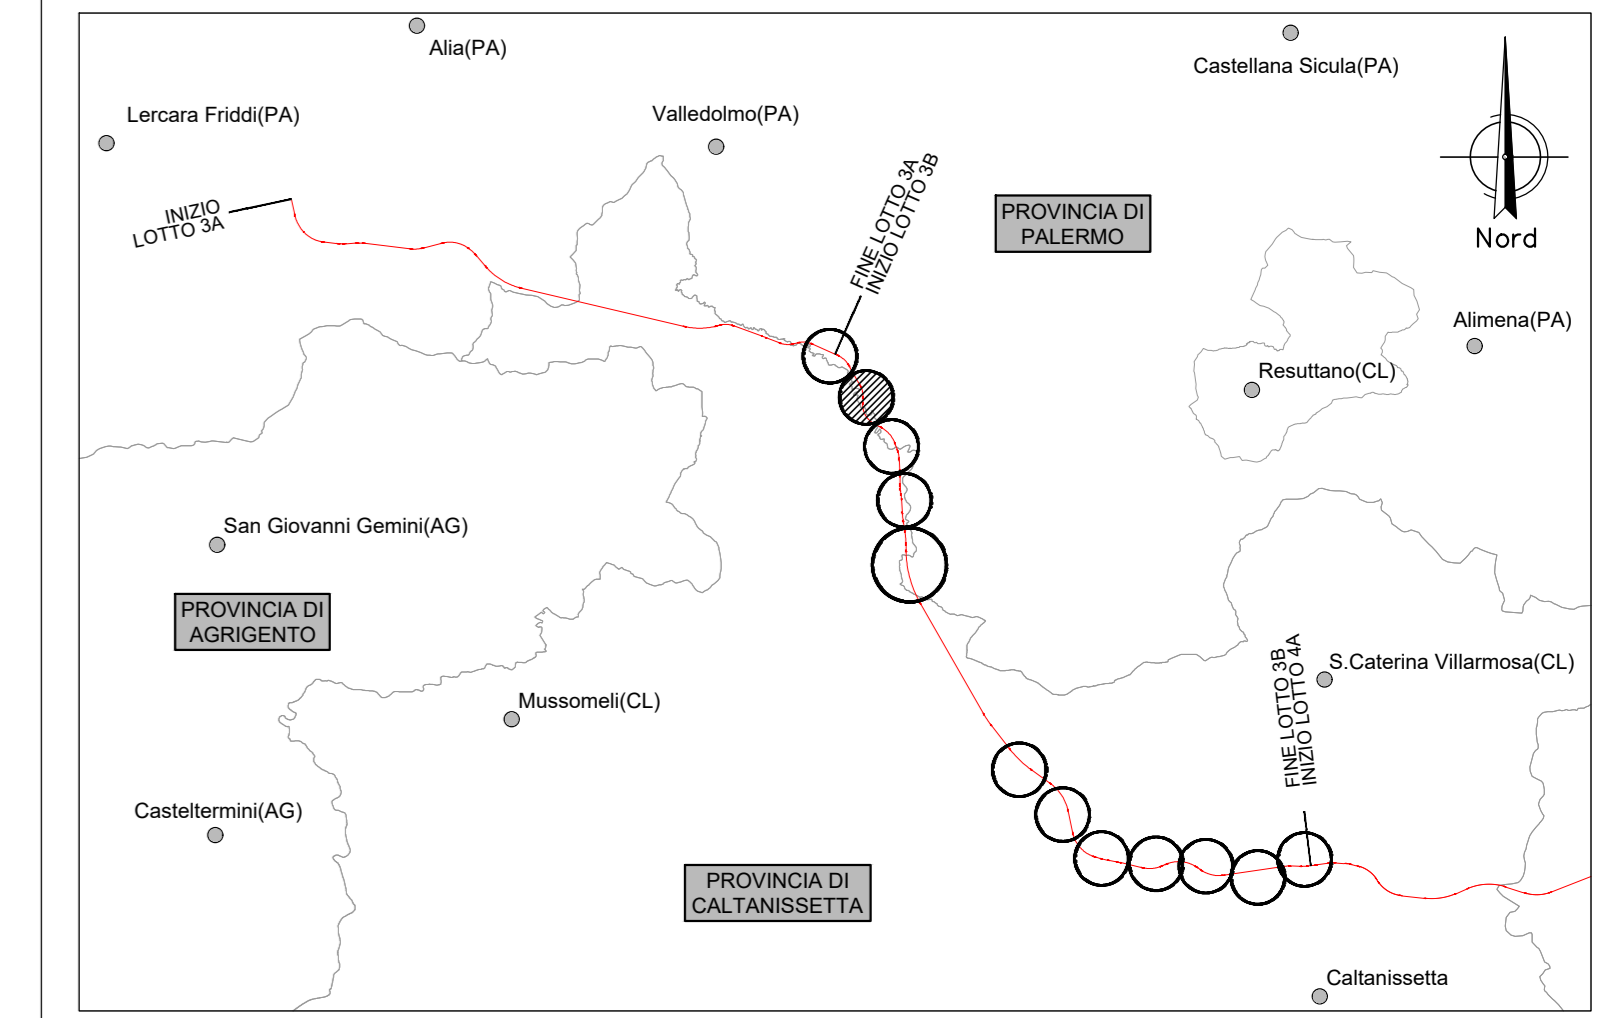 Alia(PA)
Castellana Sicula(PA)
Lercara Friddi(PA)
Valledolmo(PA)
INIZIO
LOTTO 3A
FINE LOTTO 3A
INIZIO LOTTO 3B
PROVINCIA DI
PALERMO
Nord
Alimena(PA)
Resuttano(CL)
San Giovanni Gemini(AG)
PROVINCIA DI
AGRIGENTO
Mussomeli(CL)
FINE LOTTO 3B
INIZIO LOTTO 4A
S.Caterina Villarmosa(CL)
Casteltermini(AG)
PROVINCIA DI
CALTANISSETTA
Caltanissetta